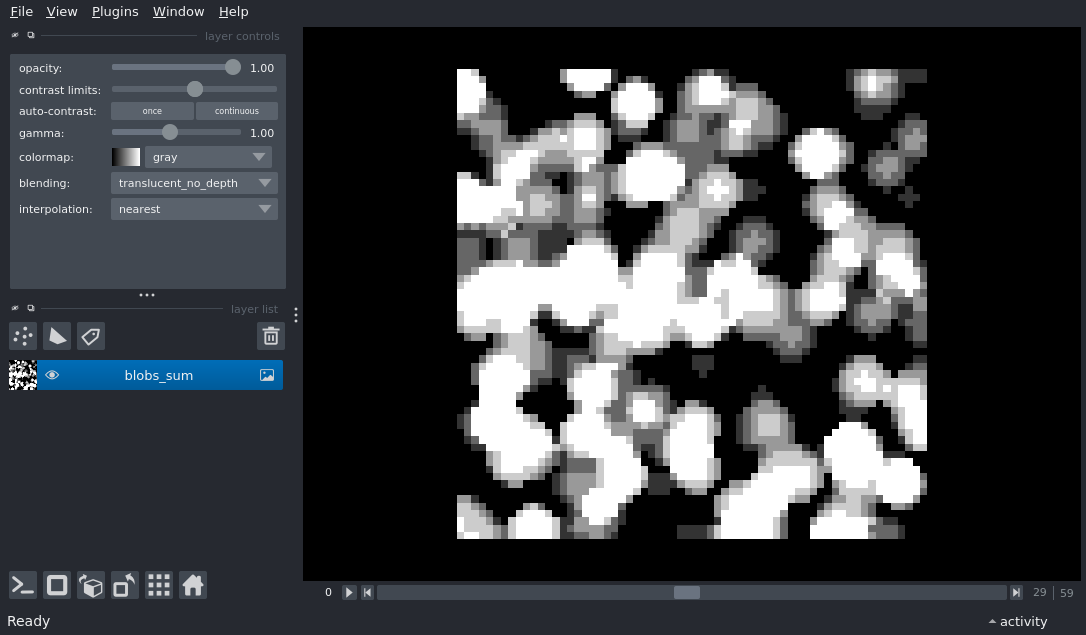 File View Plugins Window Help
layer controls
opacity: 1.00
contrast limits:
auto-contrast: once continuous
gamma: 1.00
colormap: gray
blending: translucent_no_depth
interpolation: nearest
layer list
blobs_sum
0 29 59
Ready activity